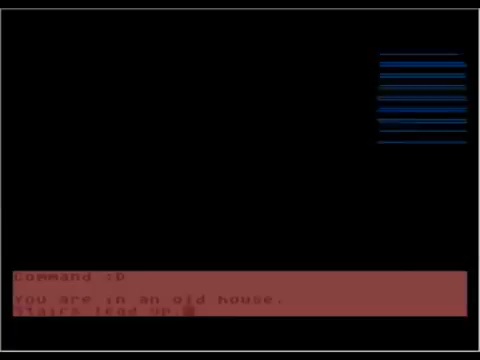 Command :D
You are in an old house.
Stairs lead up.